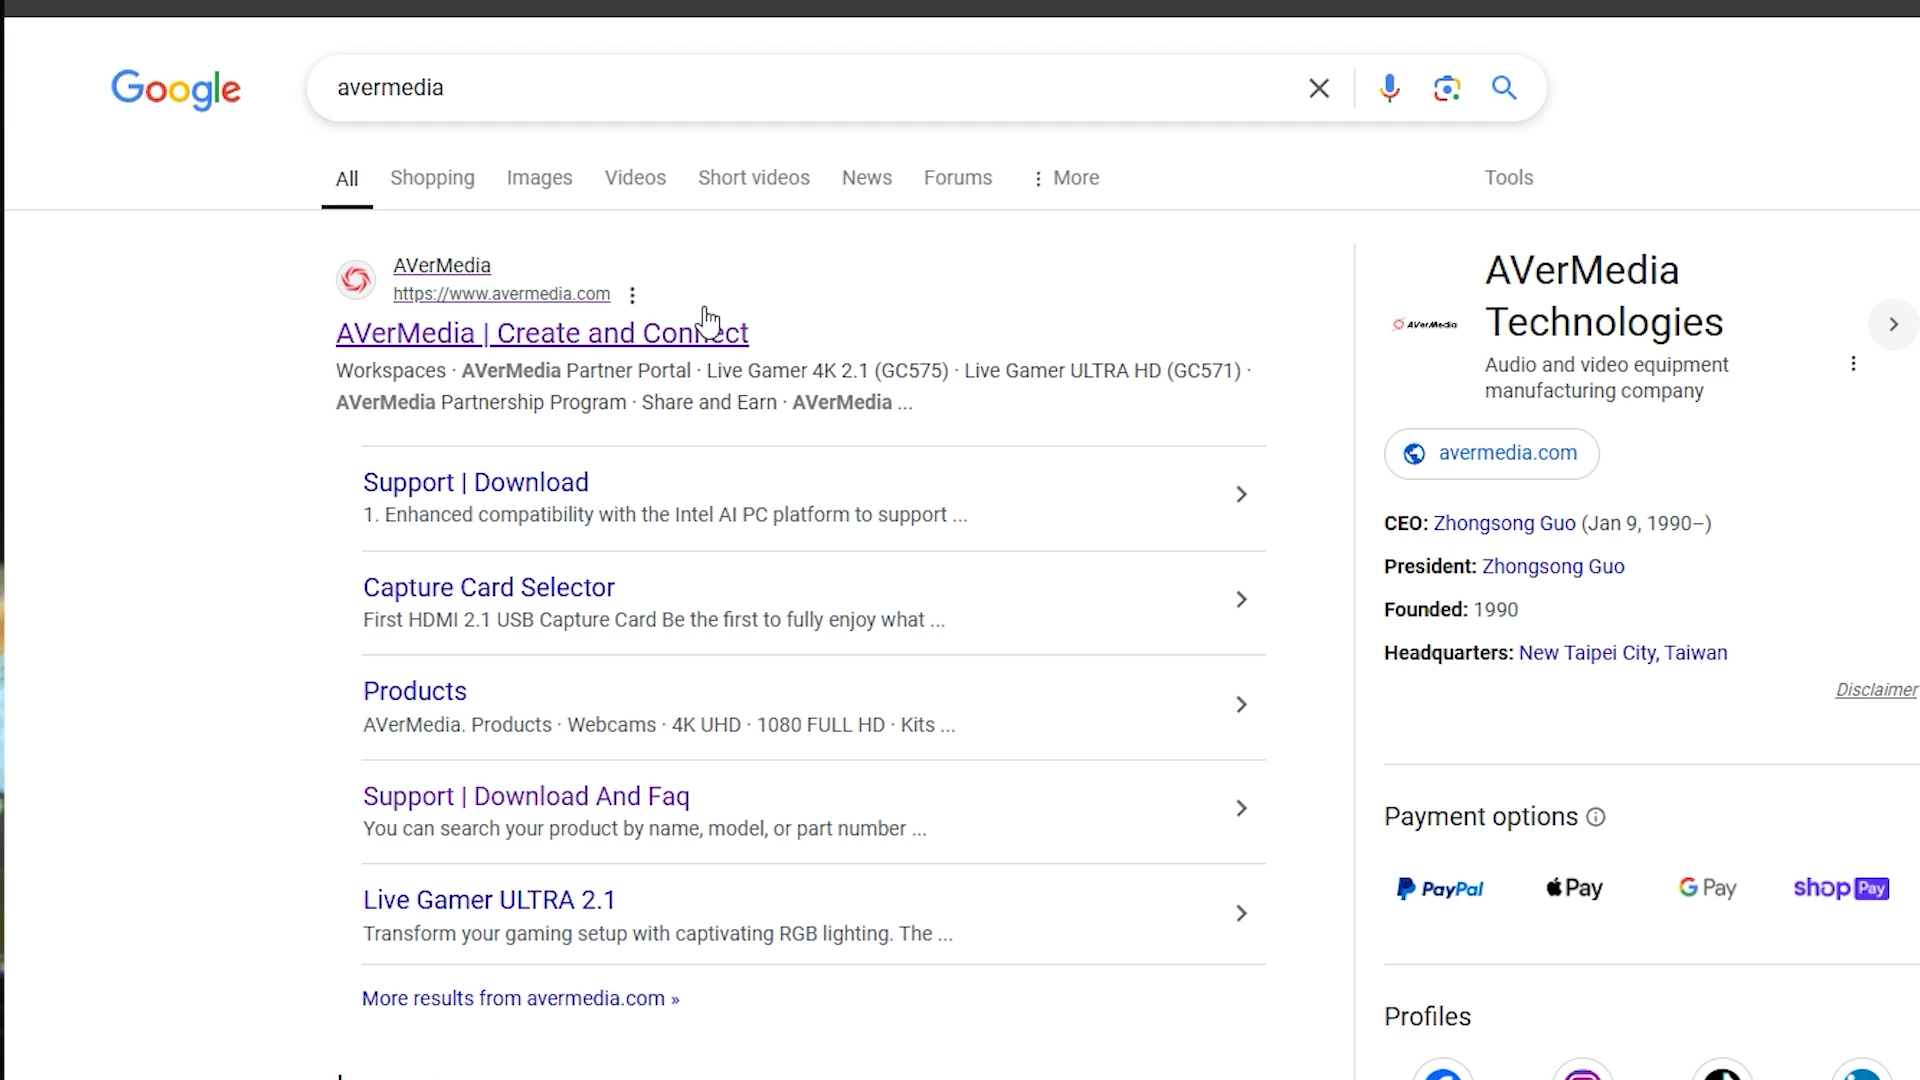 Google
avermedia
All
Shopping
Images
Videos
Short videos
News
Forums
More
Tools
AVerMedia
https://www.avermedia.com
AVerMedia | Create and Connect
Workspaces · AVerMedia Partner Portal · Live Gamer 4K 2.1 (GC575) · Live Gamer ULTRA HD (GC571) ·
AVerMedia Partnership Program · Share and Earn · AVerMedia ...
Support | Download
1. Enhanced compatibility with the Intel AI PC platform to support ...
Capture Card Selector
First HDMI 2.1 USB Capture Card Be the first to fully enjoy what ...
Products
AVerMedia. Products · Webcams · 4K UHD · 1080 FULL HD · Kits ...
Support | Download And Faq
You can search your product by name, model, or part number ...
Live Gamer ULTRA 2.1
Transform your gaming setup with captivating RGB lighting. The ...
More results from avermedia.com »
AVerMedia
AVerMedia
Technologies
Audio and video equipment
manufacturing company
avermedia.com
CEO: Zhongsong Guo (Jan 9, 1990–)
President: Zhongsong Guo
Founded: 1990
Headquarters: New Taipei City, Taiwan
Disclaimer
Payment options
PayPal
Pay
G Pay
shop Pay
Profiles